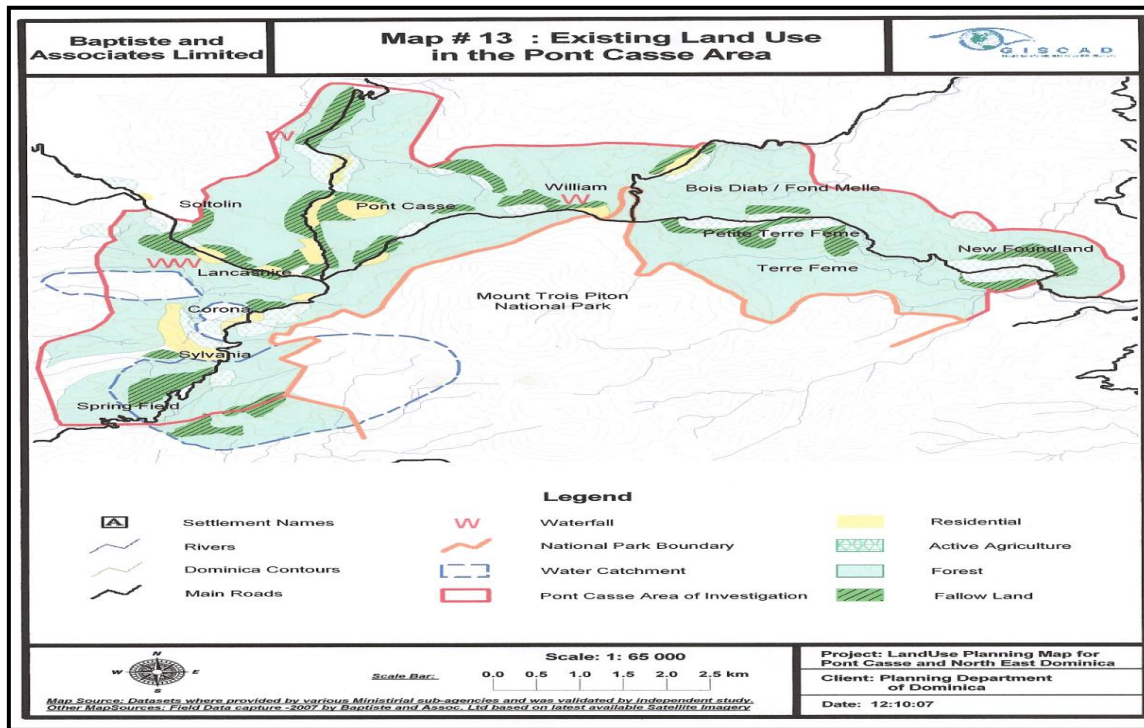 Baptiste and
Associates Limited
Map # 13 : Existing Land Use
in the Pont Casse Area
GISCAD
W
William
W
Bois Diab / Fond Melle
Soltolin
Pont Casse
Petite Terre Feme
New Foundland
WWW
Lancashire
Terre Feme
Mount Trois Piton
National Park
Corona
Sylvania
Spring Field
Legend
A Settlement Names
Rivers
Dominica Contours
Main Roads
W Waterfall
National Park Boundary
Water Catchment
Pont Casse Area of Investigation
Residential
Active Agriculture
Forest
Fallow Land
N
W E
S
Scale: 1: 65 000
Scale Bar: 0.0 0.5 1.0 1.5 2.0 2.5 km
Map Source: Datasets where provided by various Ministirial sub-agencies and was validated by independent study.
Other MapSources: Field Data capture -2007 by Baptiste and Assoc. Ltd based on latest available Satellite Imagery
Project: LandUse Planning Map for
Pont Casse and North East Dominica
Client: Planning Department
of Dominica
Date: 12:10:07